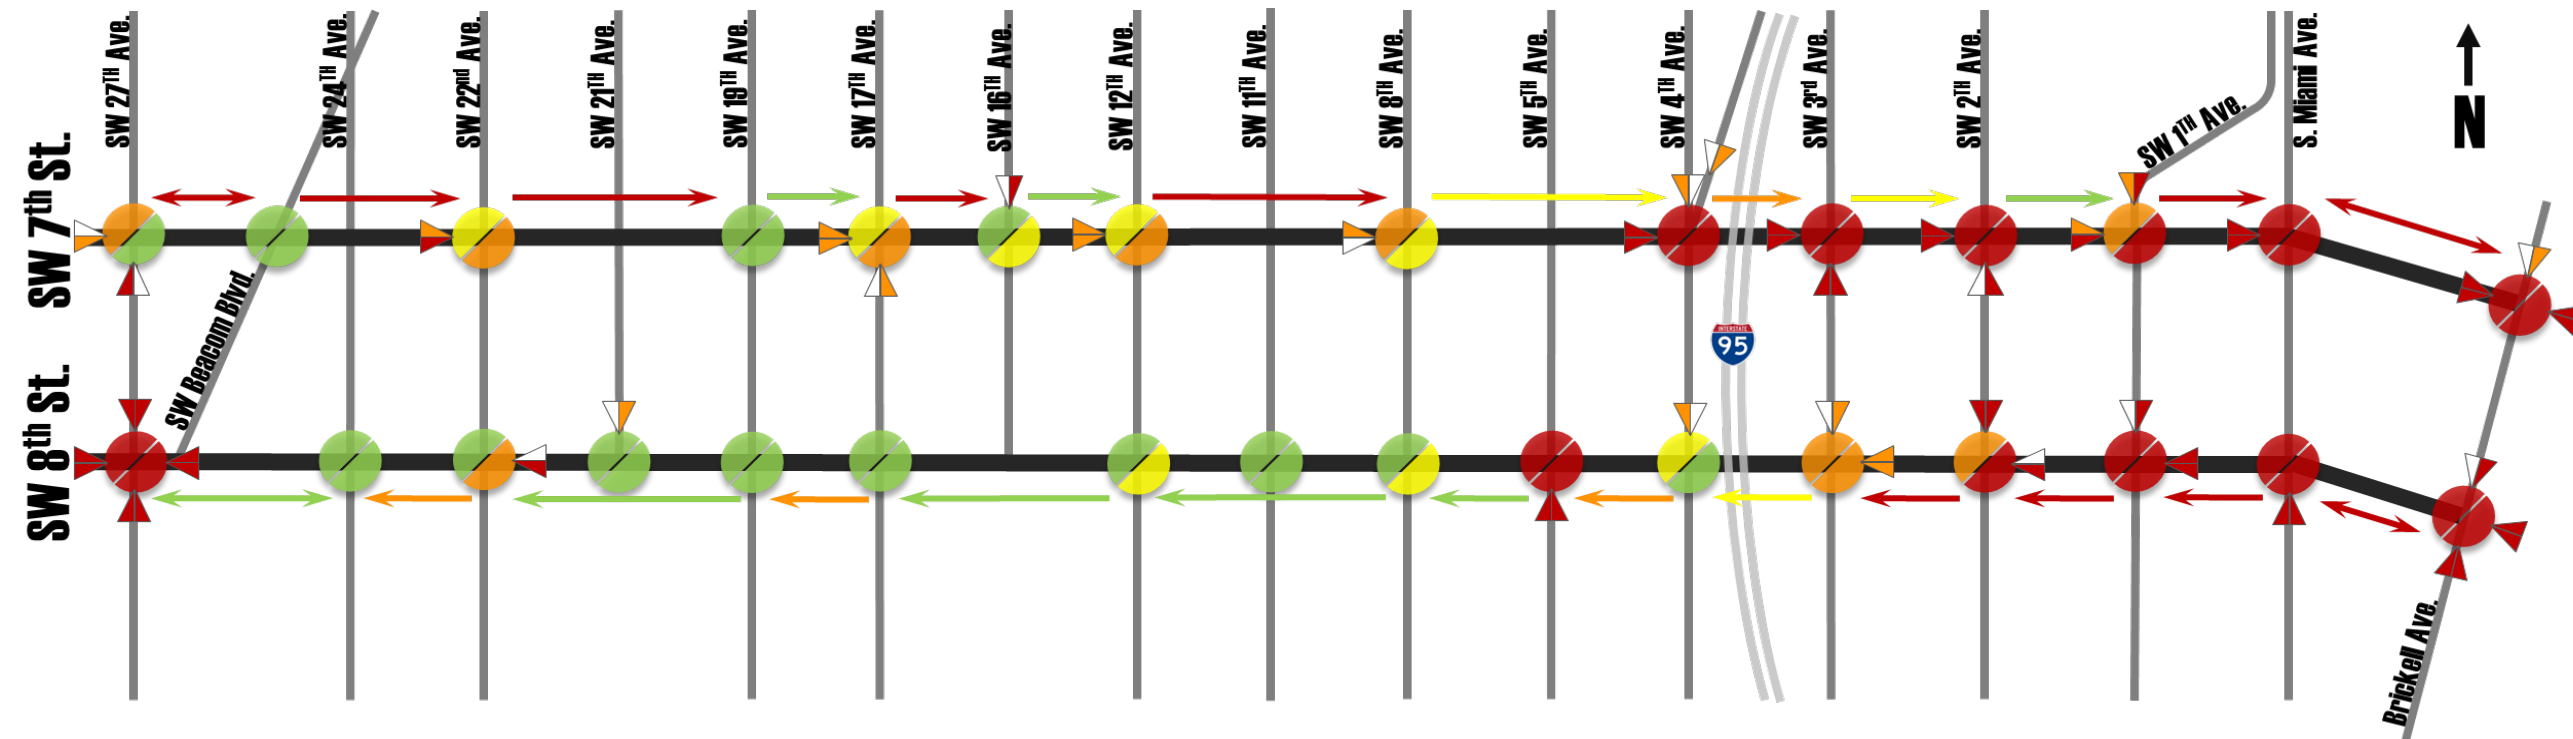 SW 27TH Ave.
SW 24TH Ave.
SW 22nd Ave.
SW 21TH Ave.
SW 19TH Ave.
SW 17TH Ave.
SW 16TH Ave.
SW 12TH Ave.
SW 11TH Ave.
SW 8TH Ave.
SW 5TH Ave.
SW 4TH Ave.
SW 3rd Ave.
SW 2TH Ave.
SW 1TH Ave.
S. Miami Ave.
N
SW 7th St.
SW Beacom Blvd.
INTERSTATE
95
SW 8th St.
Brickell Ave.